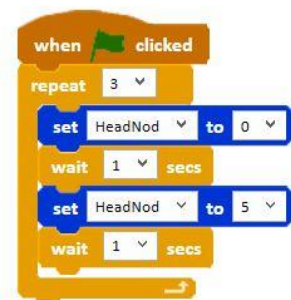 when clicked
repeat 3
set HeadNod to 0
wait 1 secs
set HeadNod to 5
wait 1 secs